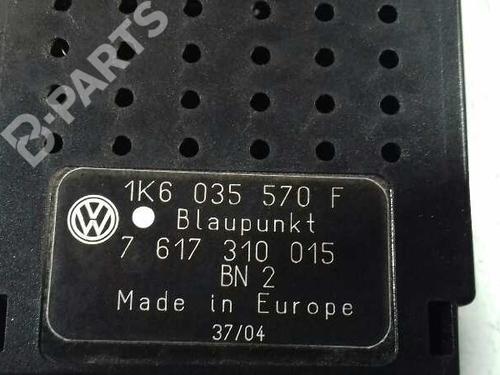 B-PARTS
1K6 035 570 F
Blaupunkt
7 617 310 015
BN 2
Made in Europe
37/04